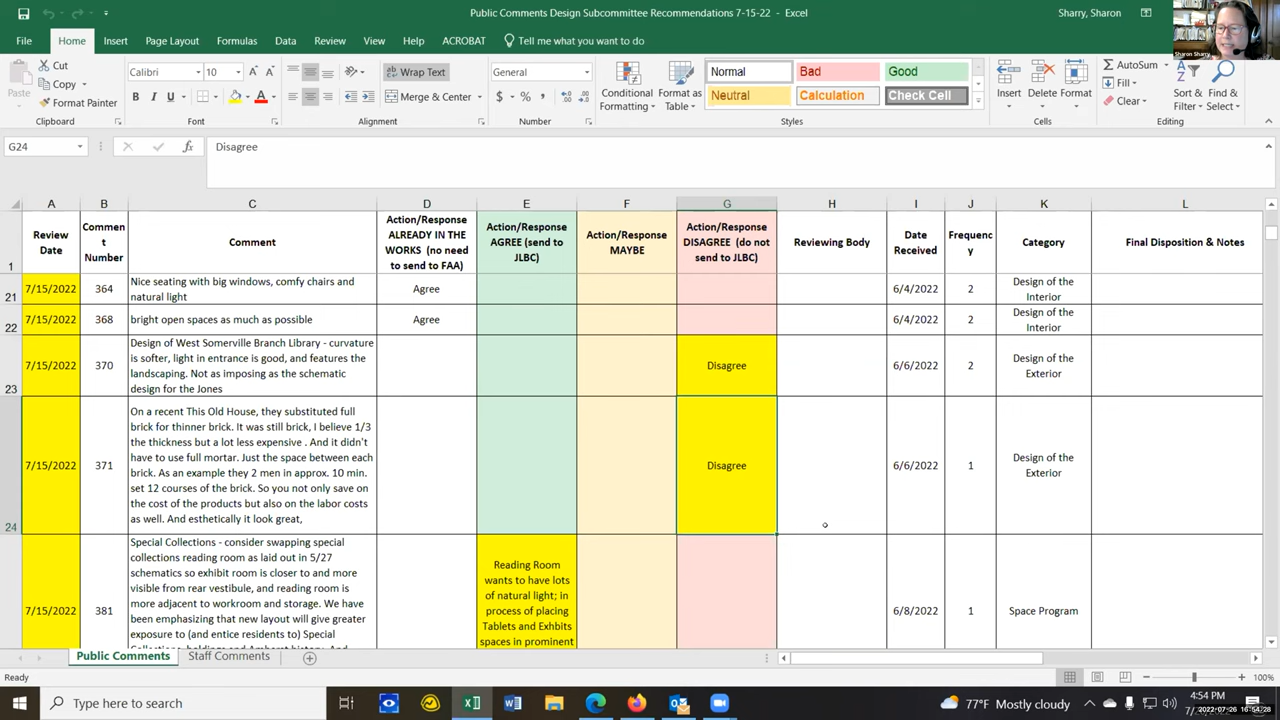 Public Comments Design Subcommittee Recommendations 7-15-22 - Excel
Sherry, Sharon
File Home Insert Page Layout Formulas Data Review View Help ACROBAT Tell me what you want to do
Sharon Sharry
Cut
Copy
Format Painter
Paste
Clipboard
Calibri 10
B I U
Font
Wrap Text
Merge & Center
Alignment
General
$ % ,
Number
Conditional Formatting
Format as Table
Normal Bad Good
Neutral Calculation Check Cell
Styles
Insert Delete Format
Cells
AutoSum
Fill
Clear
Sort & Filter
Find & Select
Editing
G24 fx Disagree
A B C D E F G H I J K L
1
Review Date
Commen
t
Number
Comment
Action/Response
ALREADY IN THE
WORKS (no need
to send to FAA)
Action/Response
AGREE (send to
JLBC)
Action/Response
MAYBE
Action/Response
DISAGREE (do not
send to JLBC)
Reviewing Body
Date
Received
Frequenc
y
Category
Final Disposition & Notes
21
7/15/2022
364
Nice seating with big windows, comfy chairs and
natural light
Agree
6/4/2022
2
Design of the
Interior
22
7/15/2022
368
bright open spaces as much as possible
Agree
6/4/2022
2
Design of the
Interior
23
7/15/2022
370
Design of West Somerville Branch Library - curvature
is softer, light in entrance is good, and features the
landscaping. Not as imposing as the schematic
design for the Jones
Disagree
6/6/2022
2
Design of the
Exterior
24
7/15/2022
371
On a recent This Old House, they substituted full
brick for thinner brick. It was still brick, I believe 1/3
the thickness but a lot less expensive . And it didn't
have to use full mortar. Just the space between each
brick. As an example they 2 men in approx. 10 min.
set 12 courses of the brick. So you not only save on
the cost of the products but also on the labor costs
as well. And esthetically it look great,
Disagree
6/6/2022
1
Design of the
Exterior
7/15/2022
381
Special Collections - consider swapping special
collections reading room as laid out in 5/27
schematics so exhibit room is closer to and more
visible from rear vestibule, and reading room is
more adjacent to workroom and storage. We have
been emphasizing that new layout will give greater
exposure to (and entice residents to) Special
Reading Room
wants to have lots
of natural light; in
process of placing
Tablets and Exhbits
spaces in prominent
6/8/2022
1
Space Program
Public Comments Staff Comments
Ready
100%
Type here to search
77°F Mostly cloudy
4:54 PM
2022-07-26 16:54:28